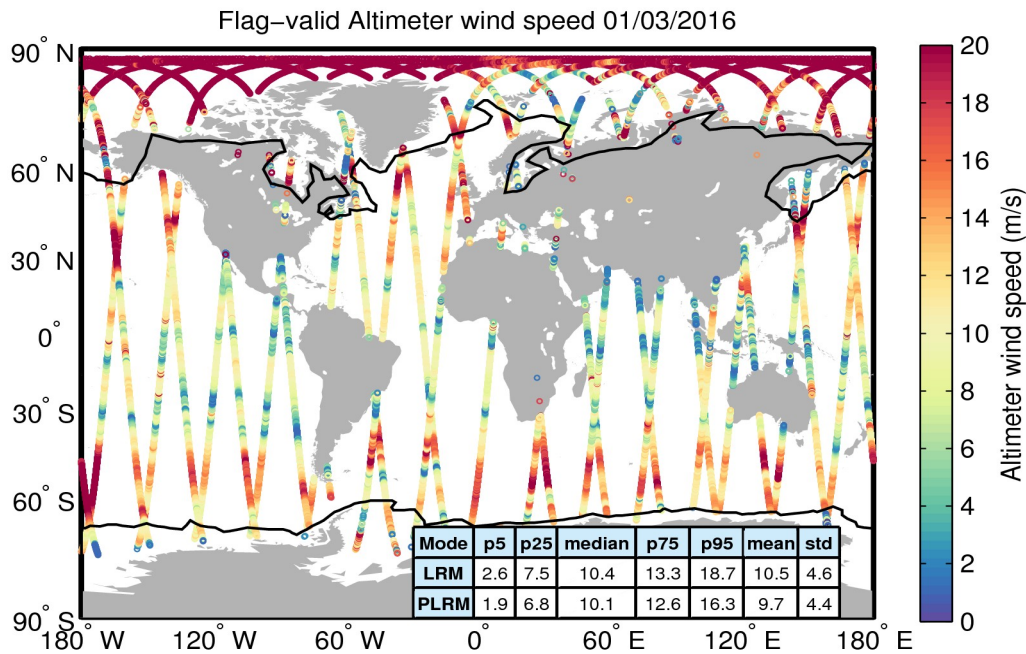 Flag−valid Altimeter wind speed 01/03/2016
90° N
60° N
30° N
0°
30° S
60° S
90° S
180° W
120° W
60° W
0°
60° E
120° E
180° E
Mode p5 p25 median p75 p95 mean std
LRM 2.6 7.5 10.4 13.3 18.7 10.5 4.6
PLRM 1.9 6.8 10.1 12.6 16.3 9.7 4.4
20
18
16
14
12
10
8
6
4
2
0
Altimeter wind speed (m/s)